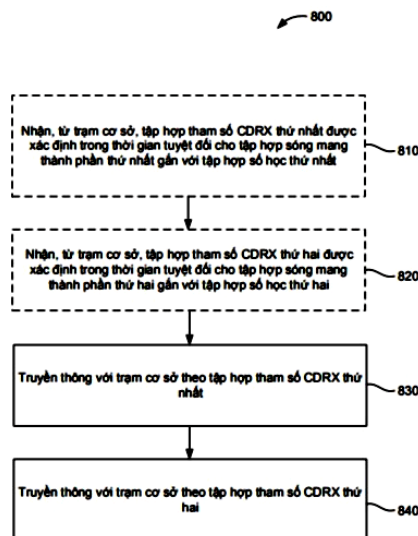 800
Nhận, từ trạm cơ sở, tập hợp tham số CDRX thứ nhất được
xác định trong thời gian tuyệt đối cho tập hợp sóng mang
thành phần thứ nhất gắn với tập hợp số học thứ nhất
810
Nhận, từ trạm cơ sở, tập hợp tham số CDRX thứ hai được
xác định trong thời gian tuyệt đối cho tập hợp sóng mang
thành phần thứ hai gắn với tập hợp số học thứ hai
820
Truyền thông với trạm cơ sở theo tập hợp tham số CDRX thứ
nhất
830
Truyền thông với trạm cơ sở theo tập hợp tham số CDRX thứ
hai
840